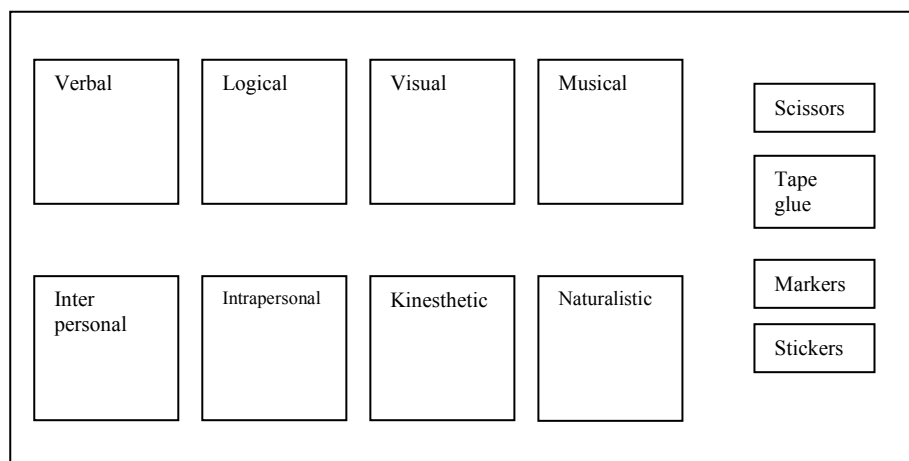 Verbal
Logical
Visual
Musical
Scissors
Tape
glue
Inter
personal
Intrapersonal
Kinesthetic
Naturalistic
Markers
Stickers